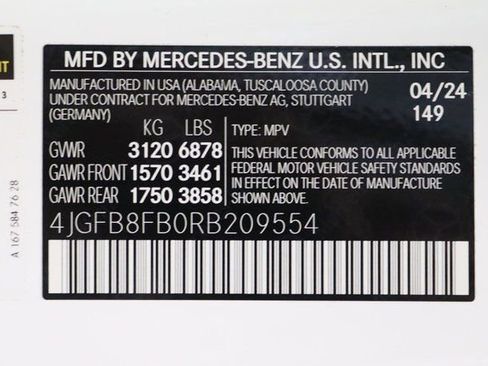 MFD BY MERCEDES-BENZ U.S. INTL., INC
MANUFACTURED IN USA (ALABAMA, TUSCALOOSA COUNTY)
UNDER CONTRACT FOR MERCEDES-BENZ AG, STUTTGART
(GERMANY)
04/24
149
KG LBS
GVWR 3120 6878
GAWR FRONT 1570 3461
GAWR REAR 1750 3858
TYPE: MPV
THIS VEHICLE CONFORMS TO ALL APPLICABLE
FEDERAL MOTOR VEHICLE SAFETY STANDARDS
IN EFFECT ON THE DATE OF MANUFACTURE
SHOWN ABOVE.
4JGFB8FB0RB209554
A 167 584 76 28
3